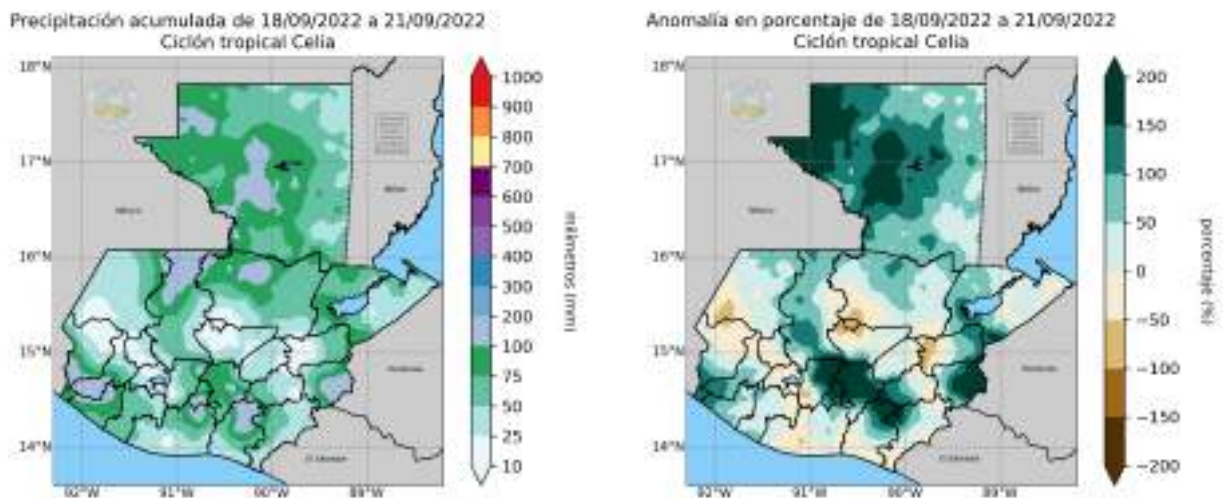 Precipitación acumulada de 18/09/2022 a 21/09/2022
Ciclón tropical Celia
18°N
17°N
16°N
15°N
14°N
92°W
91°W
90°W
89°W
México
Belice
Honduras
El Salvador
1000
900
800
700
600
500
400
300
200
100
75
50
25
10
milímetros (mm)
Anomalía en porcentaje de 18/09/2022 a 21/09/2022
Ciclón tropical Celia
18°N
17°N
16°N
15°N
14°N
92°W
91°W
90°W
89°W
México
Belice
Honduras
El Salvador
200
150
100
50
0
−50
−100
−150
−200
porcentaje (%)